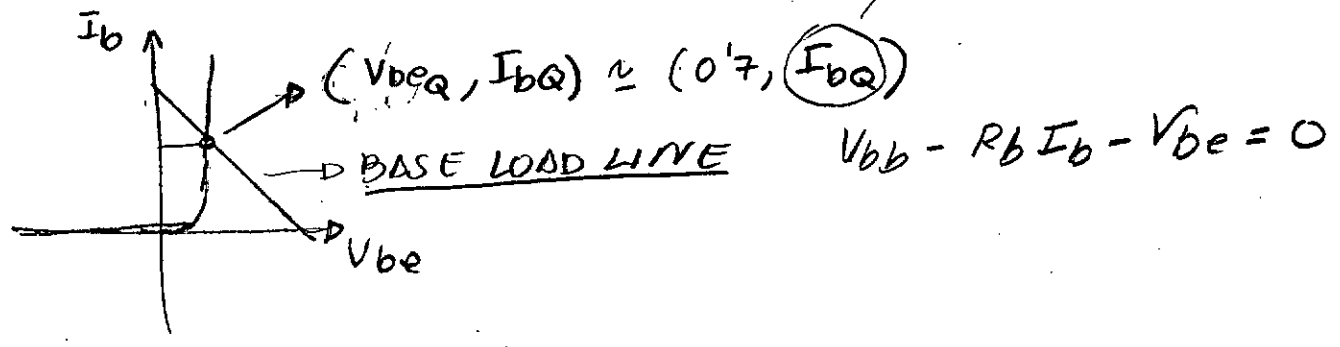 Ib
(VbeQ, IbQ) ≃ (0'7, IbQ)
BASE LOAD LINE
Vbb - Rb Ib - Vbe = 0
Vbe